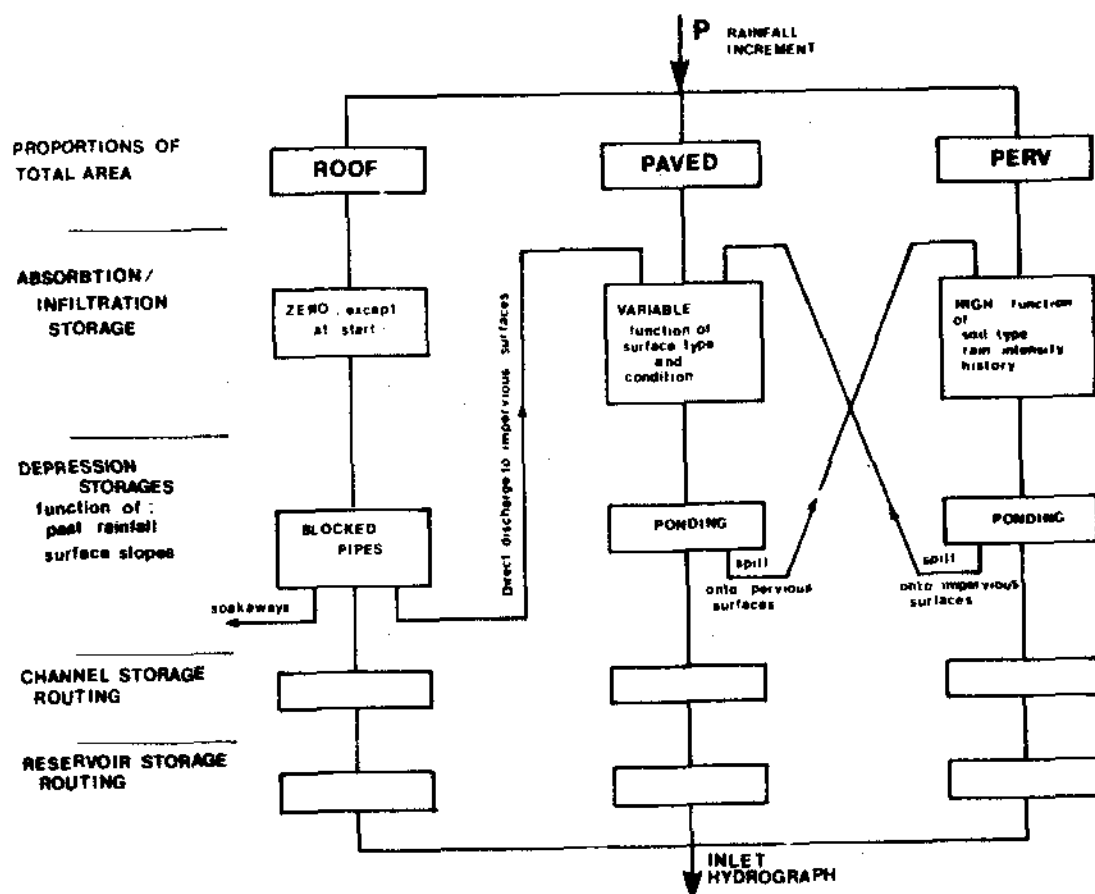 P RAINFALL
INCREMENT
PROPORTIONS OF
TOTAL AREA
ROOF
PAVED
PERV
ABSORBTION/
INFILTRATION
STORAGE
ZERO, except
at start
Direct discharge to impervious surfaces
VARIABLE
function of
surface type
and
condition
HIGH function
of
soil type
rain intensity
history
DEPRESSION
STORAGES
function of :
past rainfall
surface slopes
BLOCKED
PIPES
PONDING
PONDING
soakaways
spill
onto pervious
surfaces
spill
onto impervious
surfaces
CHANNEL STORAGE
ROUTING
RESERVOIR STORAGE
ROUTING
INLET
HYDROGRAPH